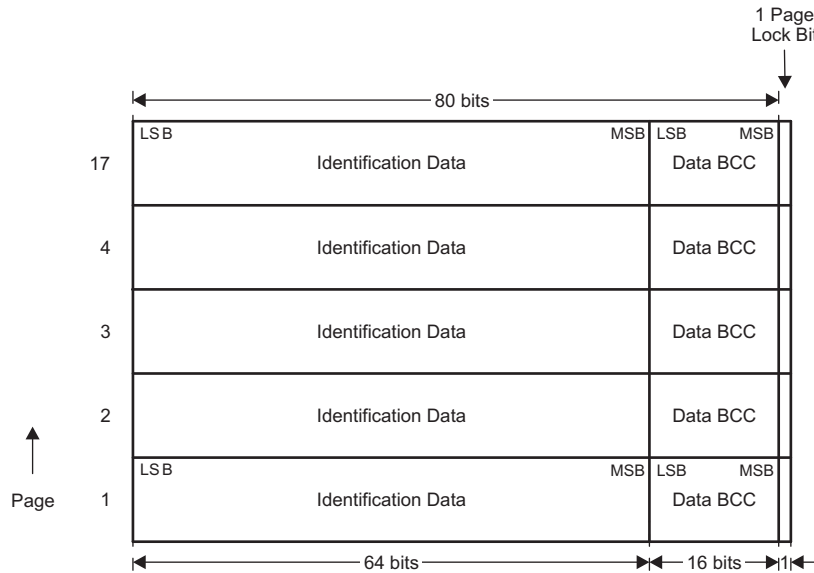 1 Page
Lock Bit
80 bits
LSB MSB LSB MSB
17 Identification Data Data BCC
4 Identification Data Data BCC
3 Identification Data Data BCC
2 Identification Data Data BCC
LSB MSB LSB MSB
Page 1 Identification Data Data BCC
64 bits 16 bits 1